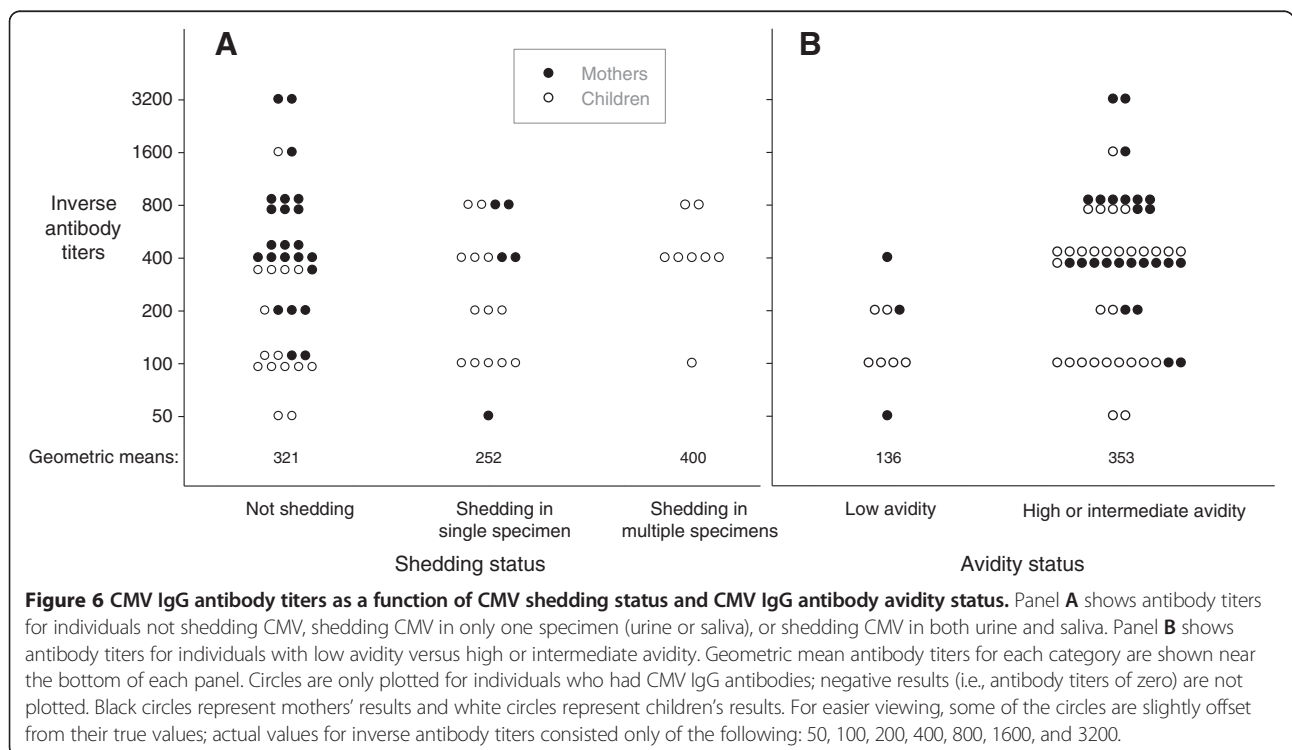 A
B
Mothers
Children
3200
1600
800
400
200
100
50
Inverse
antibody
titers
Geometric means:
321
252
400
136
353
Not shedding
Shedding in
single specimen
Shedding in
multiple specimens
Low avidity
High or intermediate avidity
Shedding status
Avidity status
Figure 6 CMV IgG antibody titers as a function of CMV shedding status and CMV IgG antibody avidity status. Panel A shows antibody titers
for individuals not shedding CMV, shedding CMV in only one specimen (urine or saliva), or shedding CMV in both urine and saliva. Panel B shows
antibody titers for individuals with low avidity versus high or intermediate avidity. Geometric mean antibody titers for each category are shown near
the bottom of each panel. Circles are only plotted for individuals who had CMV IgG antibodies; negative results (i.e., antibody titers of zero) are not
plotted. Black circles represent mothers' results and white circles represent children's results. For easier viewing, some of the circles are slightly offset
from their true values; actual values for inverse antibody titers consisted only of the following: 50, 100, 200, 400, 800, 1600, and 3200.